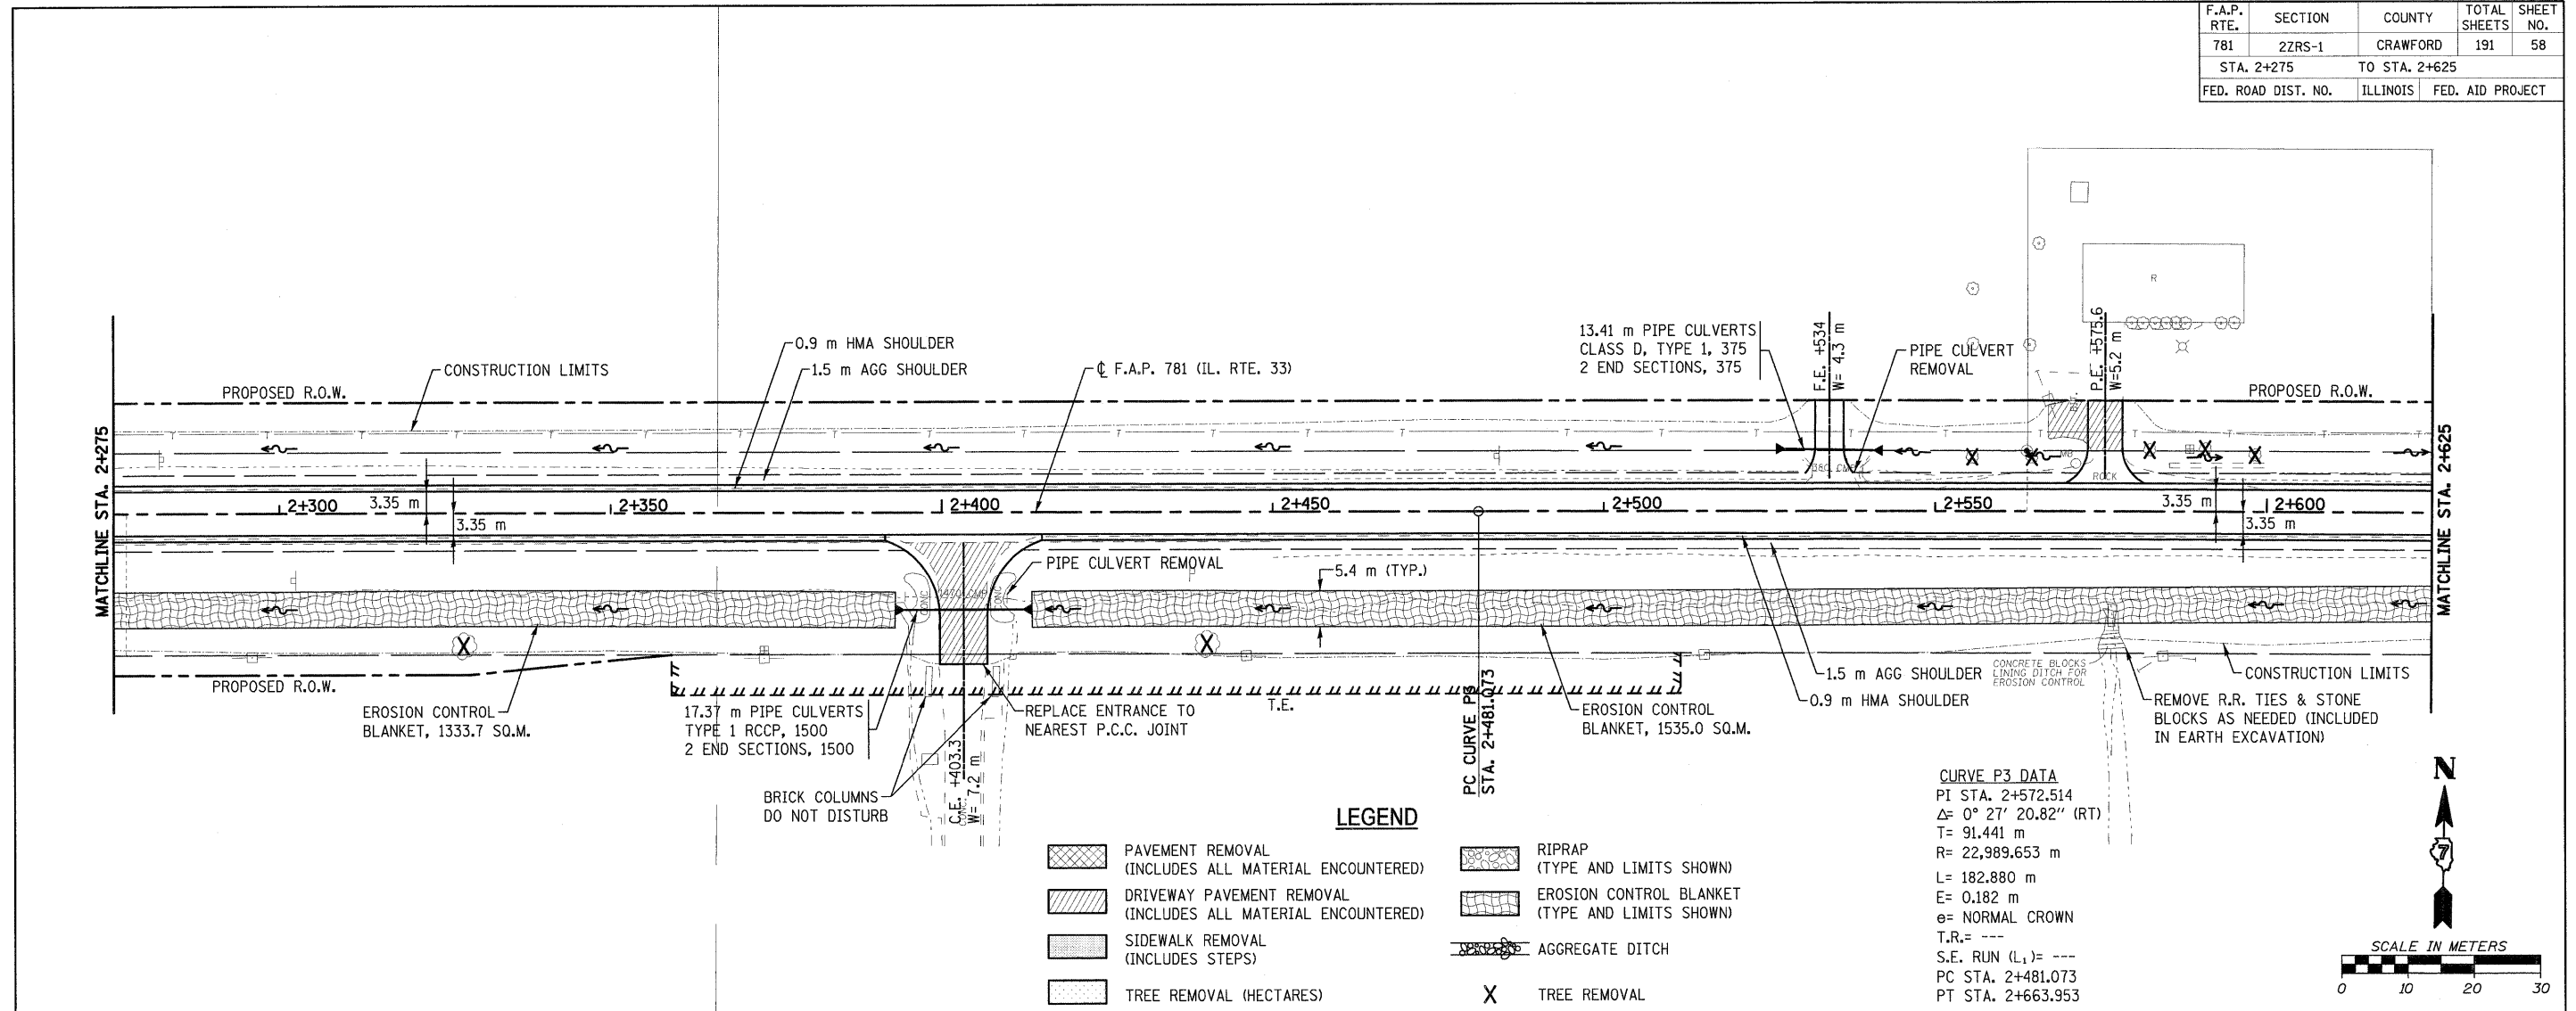 F.A.P. RTE. SECTION COUNTY TOTAL SHEETS SHEET NO.
781 2ZRS-1 CRAWFORD 191 58
STA. 2+275 TO STA. 2+625
FED. ROAD DIST. NO. ILLINOIS FED. AID PROJECT
MATCHLINE STA. 2+275
PROPOSED R.O.W.
CONSTRUCTION LIMITS
0.9 m HMA SHOULDER
1.5 m AGG SHOULDER
℄ F.A.P. 781 (IL. RTE. 33)
13.41 m PIPE CULVERTS
CLASS D, TYPE 1, 375
2 END SECTIONS, 375
F.E. +534
W= 4.3 m
PIPE CULVERT
REMOVAL
P.E. +575.6
W=5.2 m
R
PROPOSED R.O.W.
MATCHLINE STA. 2+625
MB
ROCK
2+300
2+350
2+400
2+450
2+500
2+550
2+600
3.35 m
3.35 m
3.35 m
3.35 m
PIPE CULVERT REMOVAL
5.4 m (TYP.)
CONC
CONC
PROPOSED R.O.W.
EROSION CONTROL
BLANKET, 1333.7 SQ.M.
17.37 m PIPE CULVERTS
TYPE 1 RCCP, 1500
2 END SECTIONS, 1500
BRICK COLUMNS
DO NOT DISTURB
C.E. +403.3
W= 7.2 m
REPLACE ENTRANCE TO
NEAREST P.C.C. JOINT
T.E.
PC CURVE P3
STA. 2+481.073
EROSION CONTROL
BLANKET, 1535.0 SQ.M.
1.5 m AGG SHOULDER
0.9 m HMA SHOULDER
CONCRETE BLOCKS
LINING DITCH FOR
EROSION CONTROL
CONSTRUCTION LIMITS
REMOVE R.R. TIES & STONE
BLOCKS AS NEEDED (INCLUDED
IN EARTH EXCAVATION)
LEGEND
PAVEMENT REMOVAL
(INCLUDES ALL MATERIAL ENCOUNTERED)
DRIVEWAY PAVEMENT REMOVAL
(INCLUDES ALL MATERIAL ENCOUNTERED)
SIDEWALK REMOVAL
(INCLUDES STEPS)
TREE REMOVAL (HECTARES)
RIPRAP
(TYPE AND LIMITS SHOWN)
EROSION CONTROL BLANKET
(TYPE AND LIMITS SHOWN)
AGGREGATE DITCH
X TREE REMOVAL
CURVE P3 DATA
PI STA. 2+572.514
Δ= 0° 27' 20.82" (RT)
T= 91.441 m
R= 22,989.653 m
L= 182.880 m
E= 0.182 m
e= NORMAL CROWN
T.R.= ---
S.E. RUN (L₁)= ---
PC STA. 2+481.073
PT STA. 2+663.953
N
7
SCALE IN METERS
0 10 20 30